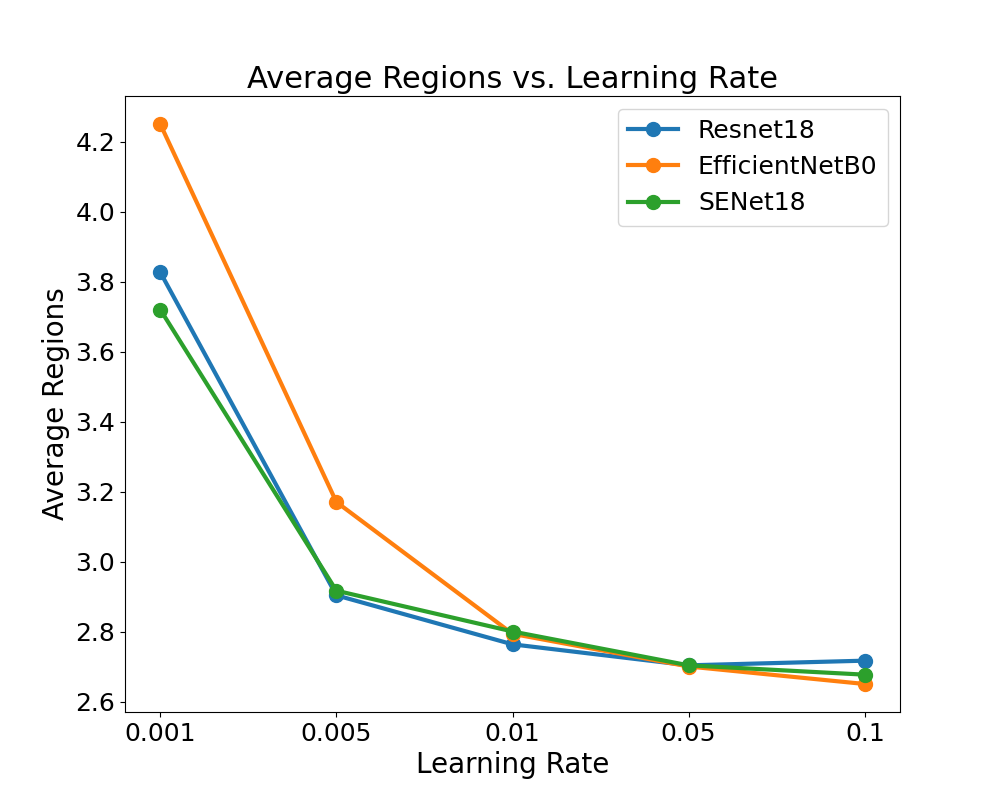 Average Regions vs. Learning Rate
Resnet18
EfficientNetB0
SENet18
Average Regions
4.2
4.0
3.8
3.6
3.4
3.2
3.0
2.8
2.6
0.001 0.005 0.01 0.05 0.1
Learning Rate